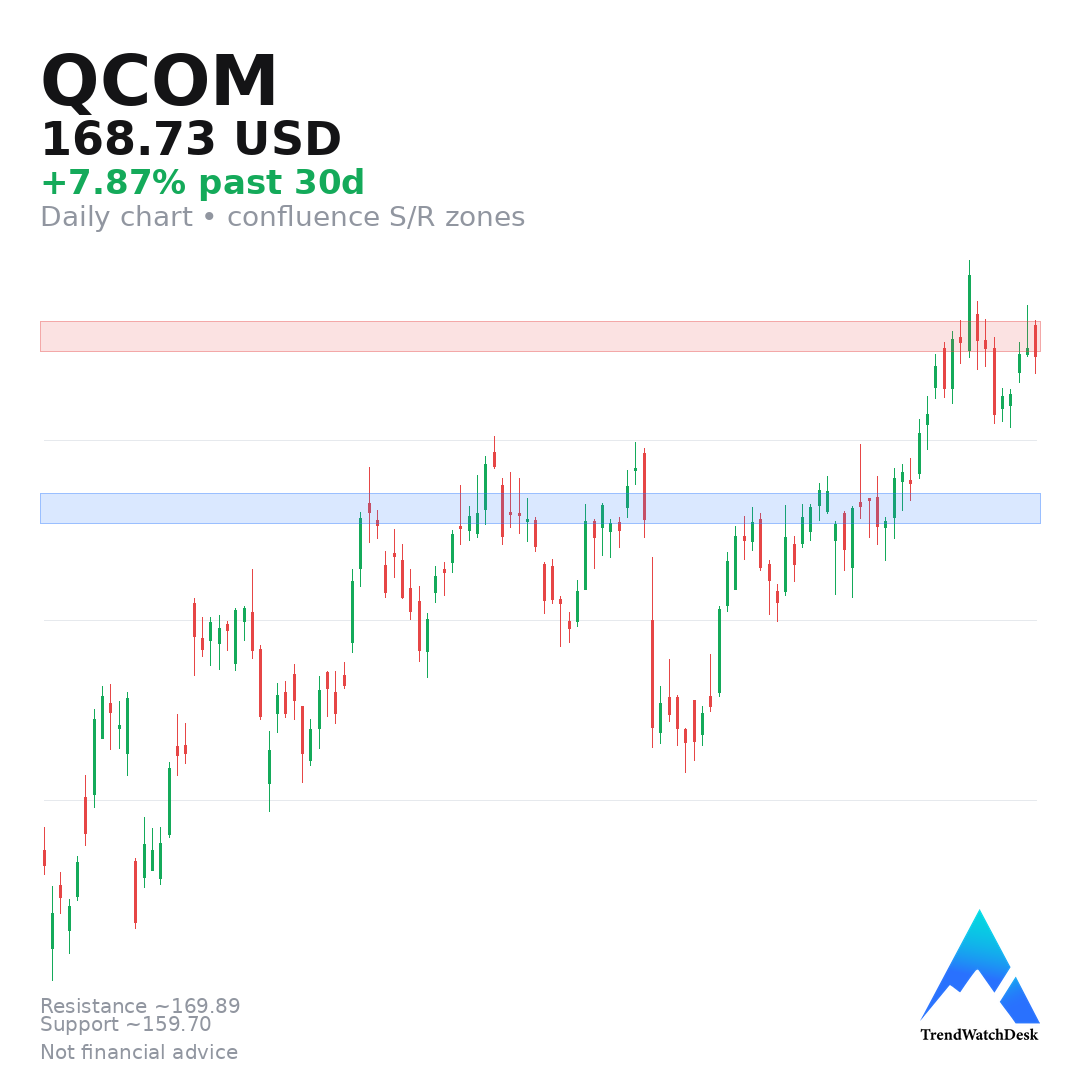 QCOM
168.73 USD
+7.87% past 30d
Daily chart • confluence S/R zones
Resistance ~169.89
Support ~159.70
Not financial advice
TrendWatchDesk